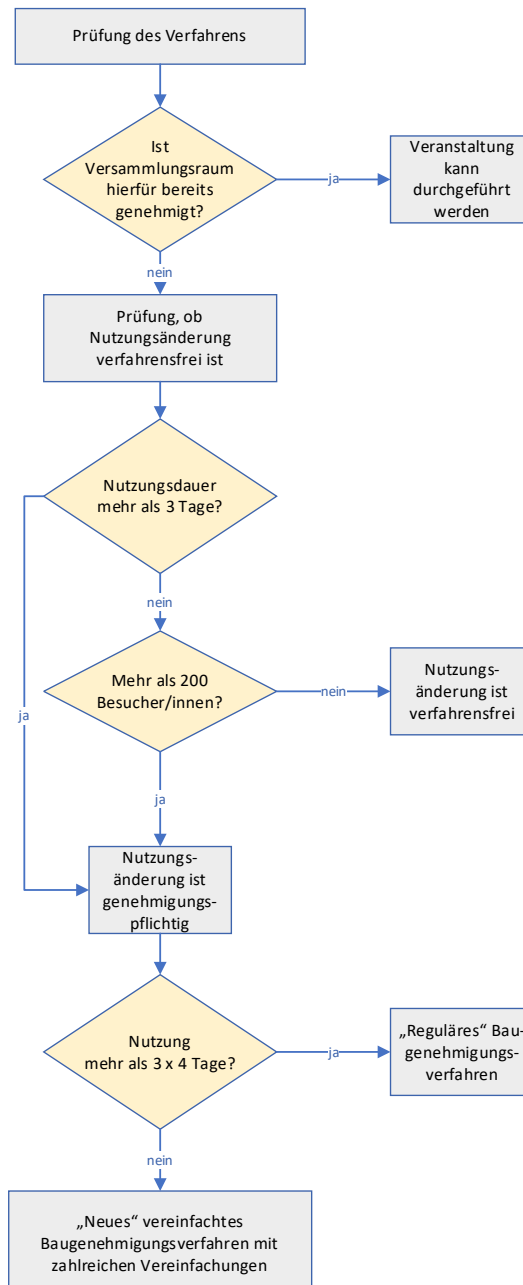 Prüfung des Verfahrens
Ist
Versammlungsraum
hierfür bereits
genehmigt?
ja
Veranstaltung
kann
durchgeführt
werden
nein
Prüfung, ob
Nutzungsänderung
verfahrensfrei ist
Nutzungsdauer
mehr als 3 Tage?
nein
Mehr als 200
Besucher/innen?
nein
Nutzungs-
änderung ist
verfahrensfrei
ja
ja
Nutzungs-
änderung ist
genehmigungs-
pflichtig
Nutzung
mehr als 3 x 4 Tage?
ja
„Reguläres“ Bau-
genehmigungs-
verfahren
nein
„Neues“ vereinfachtes
Baugenehmigungsverfahren mit
zahlreichen Vereinfachungen